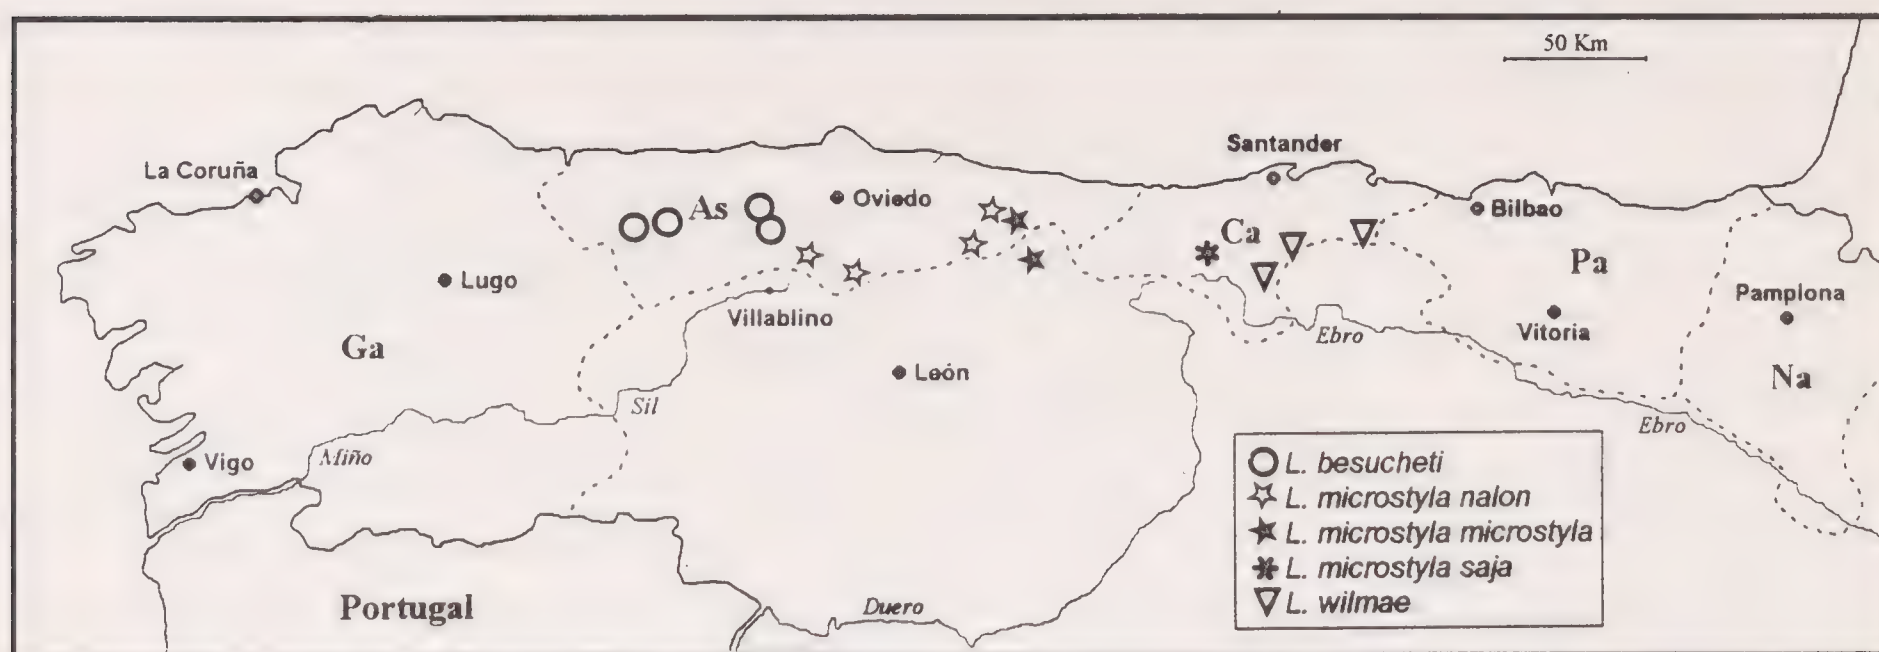 50 Km
Santander
La Coruña
As
Oviedo
Bilbao
Ca
Pa
Lugo
Pamplona
Villablino
Vitoria
Ebro
Ga
León
Na
Sil
Ebro
Vigo
Miño
L. besucheti
L. microstyla nalon
L. microstyla microstyla
L. microstyla saja
L. wilmae
Portugal
Duero